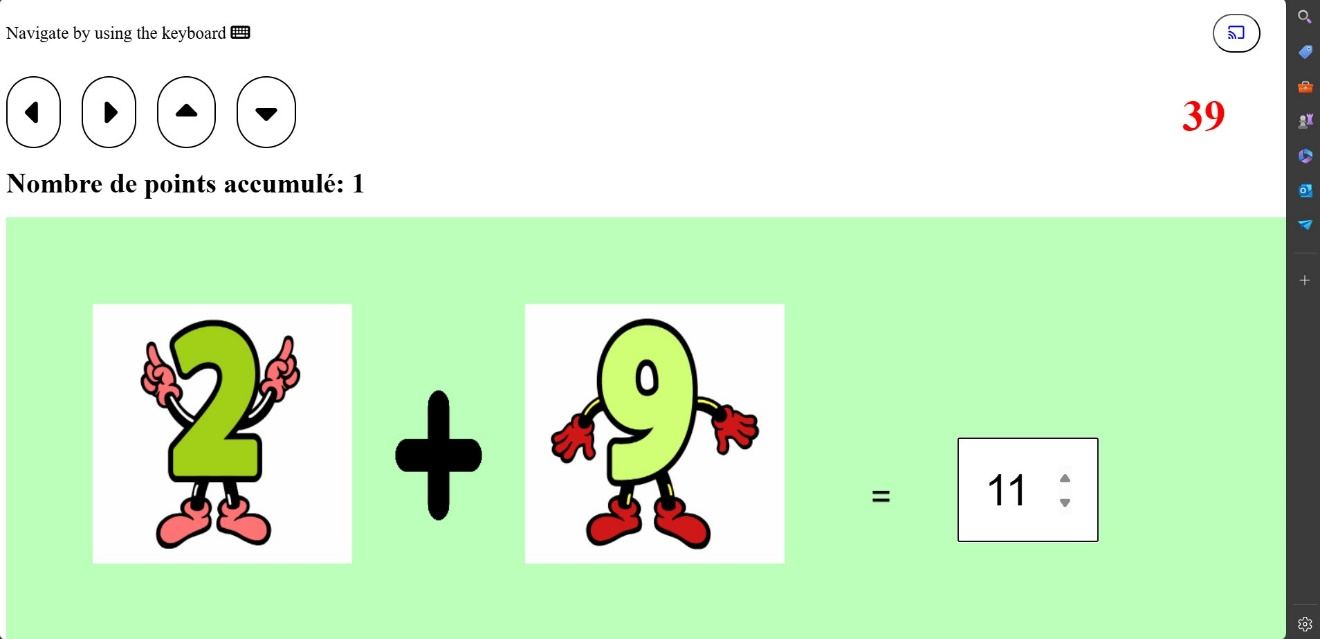 Navigate by using the keyboard
39
Nombre de points accumulé: 1
2 + 9 = 11